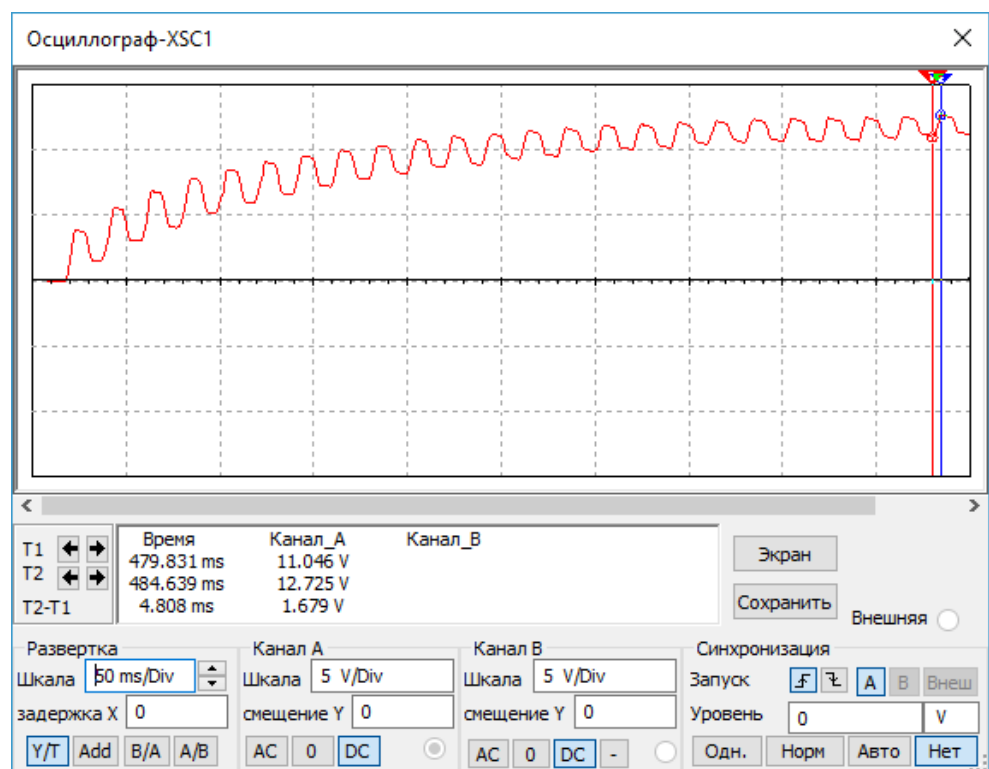 Осциллограф-XSC1
Время Канал_A Канал_B
T1 479.831 ms 11.046 V
T2 484.639 ms 12.725 V
T2-T1 4.808 ms 1.679 V
Экран
Сохранить
Внешняя
Развертка Канал A Канал B Синхронизация
Шкала 50 ms/Div Шкала 5 V/Div Шкала 5 V/Div Запуск A B Внеш
задержка X 0 смещение Y 0 смещение Y 0 Уровень 0 V
Y/T Add B/A A/B AC 0 DC AC 0 DC - Одн. Норм Авто Нет